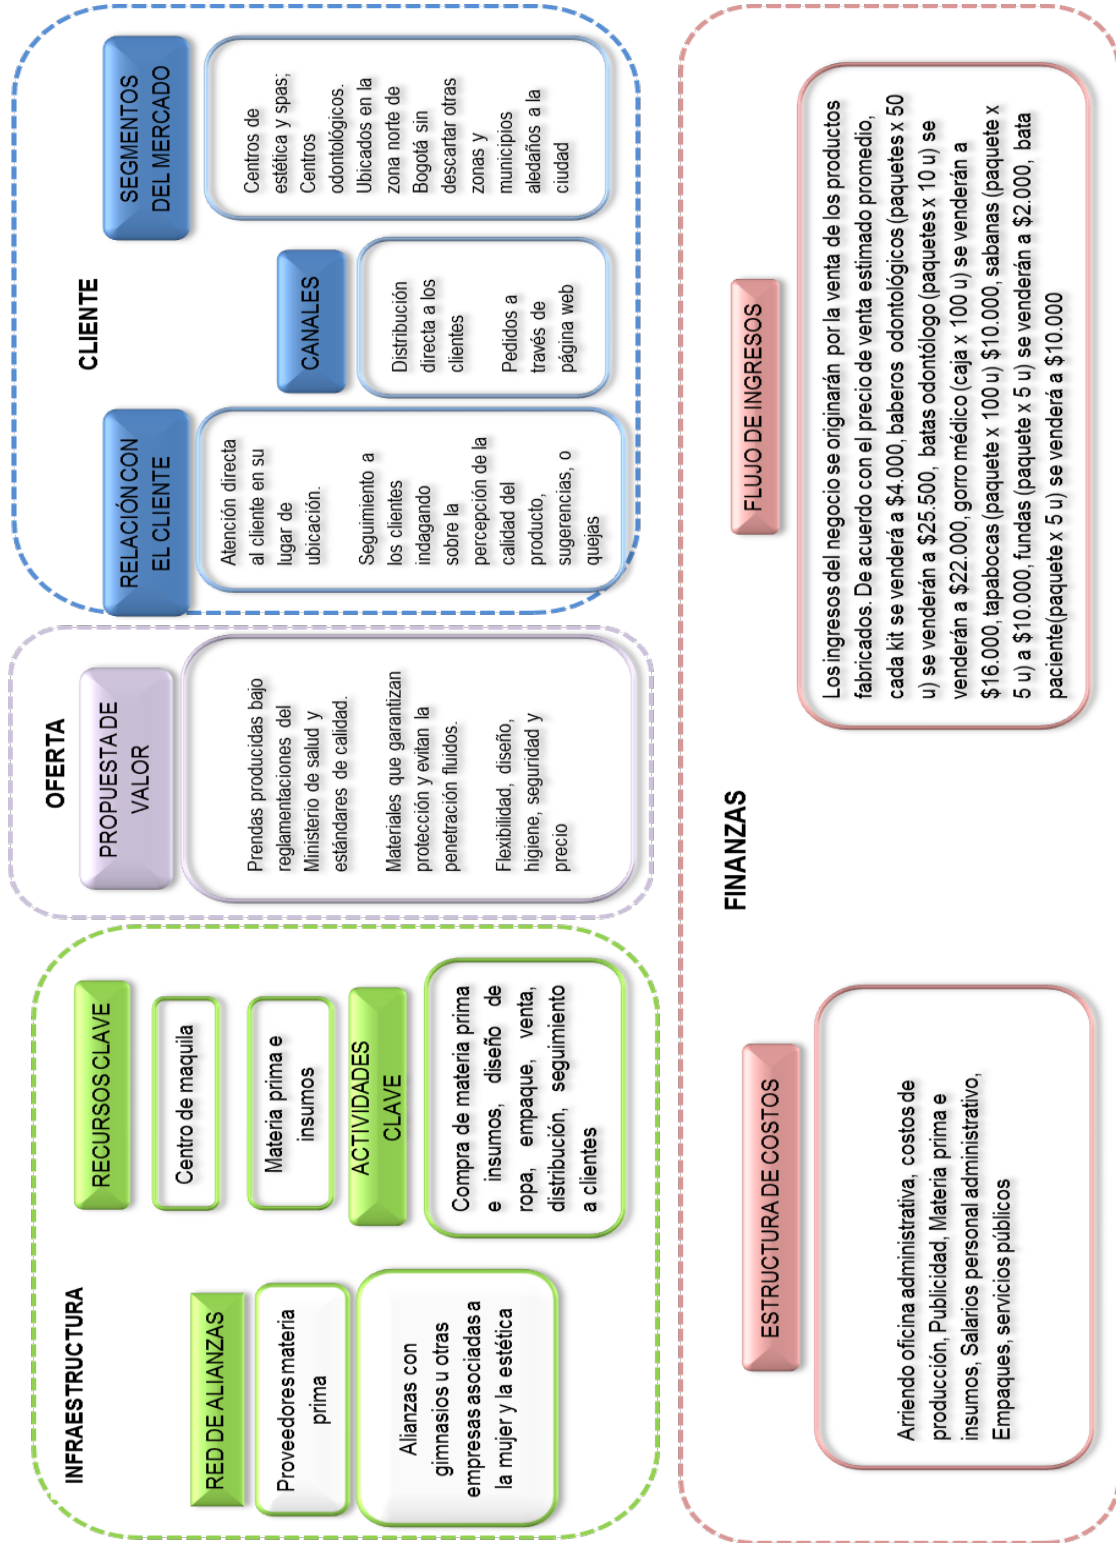 INFRAESTRUCTURA
RED DE ALIANZAS
Proveedores materia
prima
Alianzas con
gimnasios u otras
empresas asociadas a
la mujer y la estética
RECURSOS CLAVE
Centro de maquila
Materia prima e
insumos
ACTIVIDADES
CLAVE
Compra de materia prima
e insumos, diseño de
ropa, empaque, venta,
distribución, seguimiento
a clientes
OFERTA
PROPUESTA DE
VALOR
Prendas producidas bajo
reglamentaciones del
Ministerio de salud y
estándares de calidad.
Materiales que garantizan
protección y evitan la
penetración fluidos.
Flexibilidad, diseño,
higiene, seguridad y
precio
CLIENTE
RELACIÓN CON
EL CLIENTE
Atención directa
al cliente en su
lugar de
ubicación.
Seguimiento a
los clientes
indagando
sobre la
percepción de la
calidad del
producto,
sugerencias, o
quejas
CANALES
Distribución
directa a los
clientes
Pedidos a
través de
página web
SEGMENTOS
DEL MERCADO
Centros de
estética y spas;
Centros
odontológicos.
Ubicados en la
zona norte de
Bogotá sin
descartar otras
zonas y
municipios
aledaños a la
ciudad
FINANZAS
ESTRUCTURA DE COSTOS
Arriendo oficina administrativa, costos de
producción, Publicidad, Materia prima e
insumos, Salarios personal administrativo,
Empaques, servicios públicos
FLUJO DE INGRESOS
Los ingresos del negocio se originarán por la venta de los productos
fabricados. De acuerdo con el precio de venta estimado promedio,
cada kit se venderá a $4.000, baberos odontológicos (paquetes x 50
u) se venderán a $25.500, batas odontólogo (paquetes x 10 u) se
venderán a $22.000, gorro médico (caja x 100 u) se venderán a
$16.000, tapabocas (paquete x 100 u) $10.000, sabanas (paquete x
5 u) a $10.000, fundas (paquete x 5 u) se venderán a $2.000, bata
paciente(paquete x 5 u) se venderá a $10.000